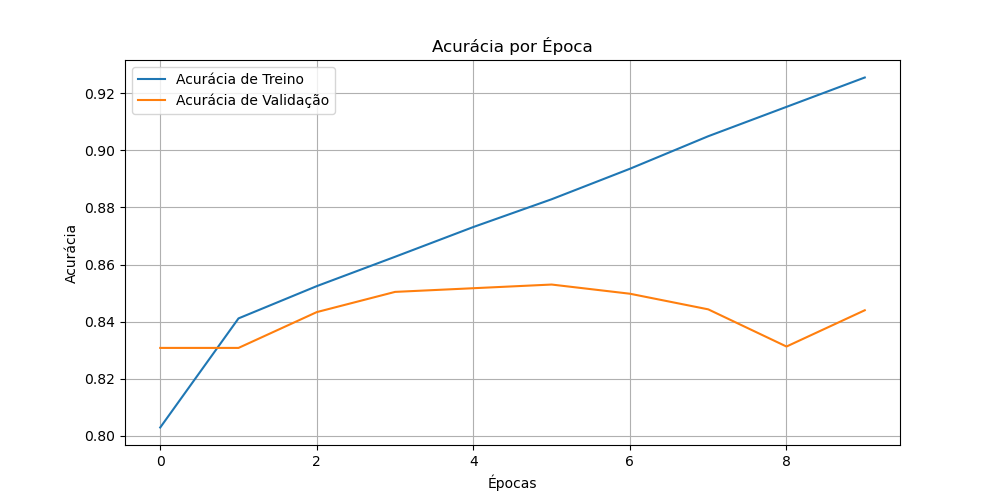 Acurácia por Época
Acurácia de Treino
Acurácia de Validação
0.92
0.90
0.88
0.86
0.84
0.82
0.80
Acurácia
0 2 4 6 8
Épocas